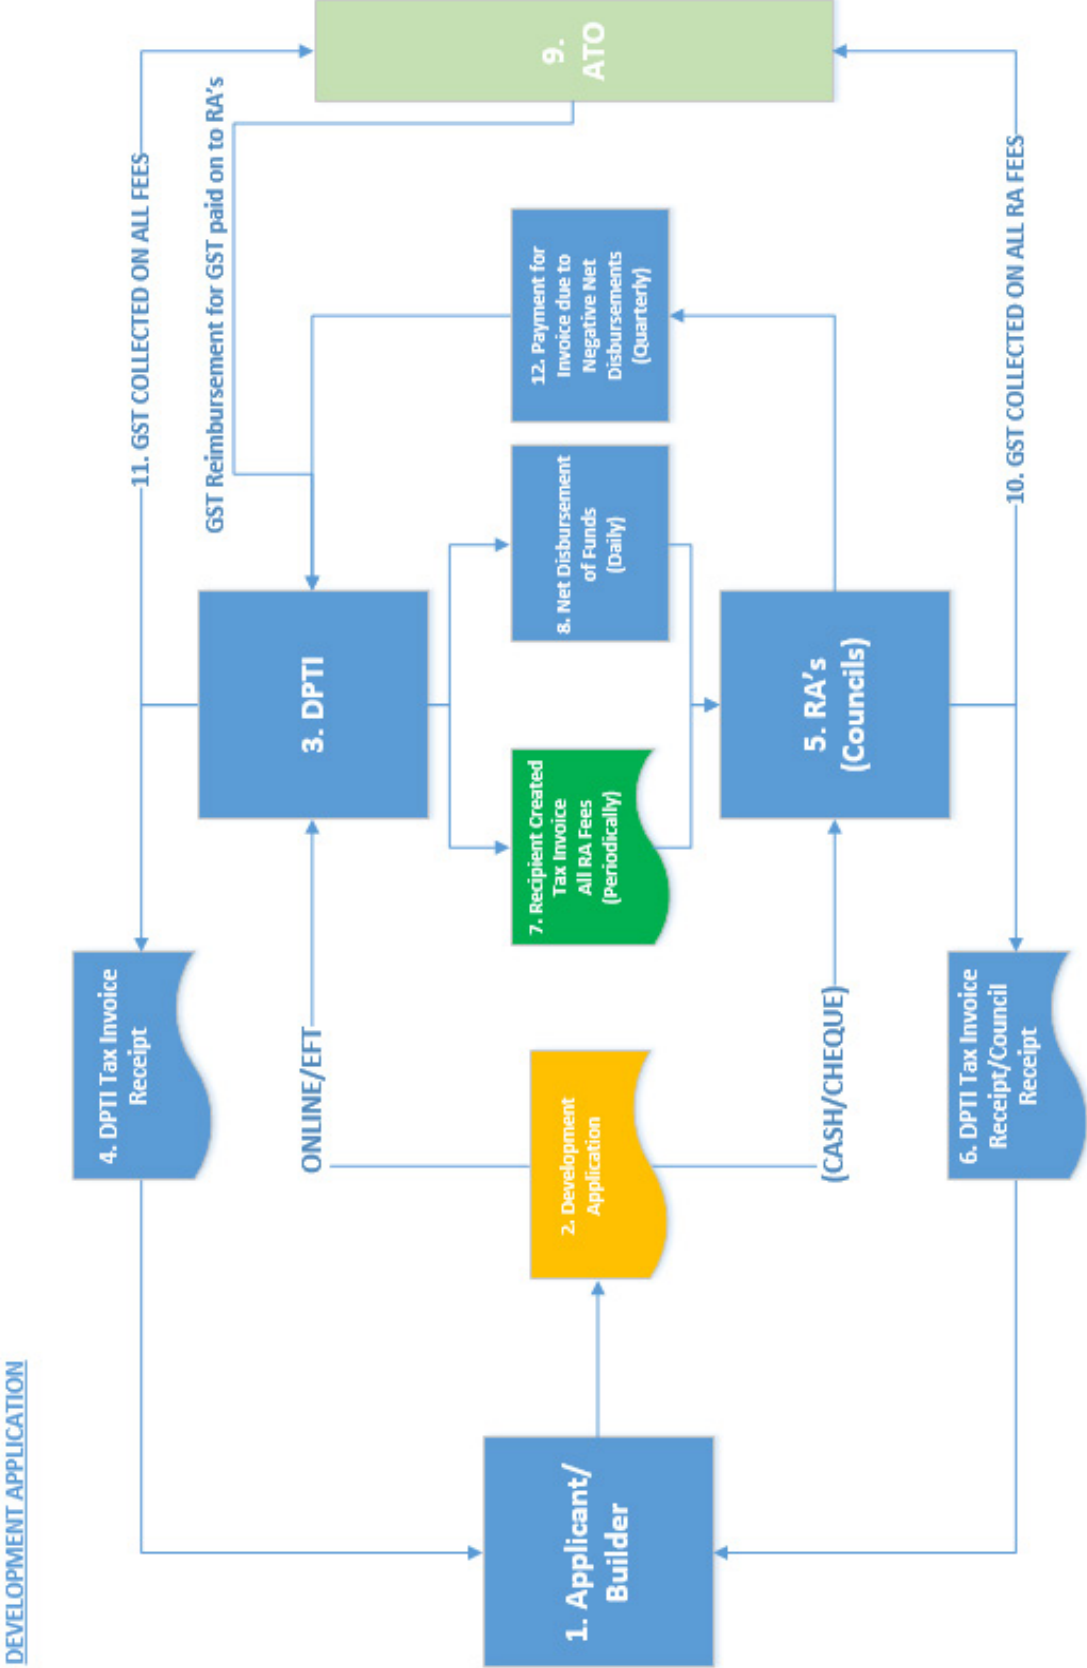 DEVELOPMENT APPLICATION
1. Applicant/
Builder
2. Development
Application
ONLINE/EFT
(CASH/CHEQUE)
3. DPTI
4. DPTI Tax Invoice
Receipt
5. RA's
(Councils)
6. DPTI Tax Invoice
Receipt/Council
Receipt
7. Recipient Created
Tax Invoice
All RA Fees
(Periodically)
8. Net Disbursement
of Funds
(Daily)
9.
ATO
10. GST COLLECTED ON ALL RA FEES
11. GST COLLECTED ON ALL FEES
GST Reimbursement for GST paid on to RA's
12. Payment for
Invoice due to
Negative Net
Disbursements
(Quarterly)